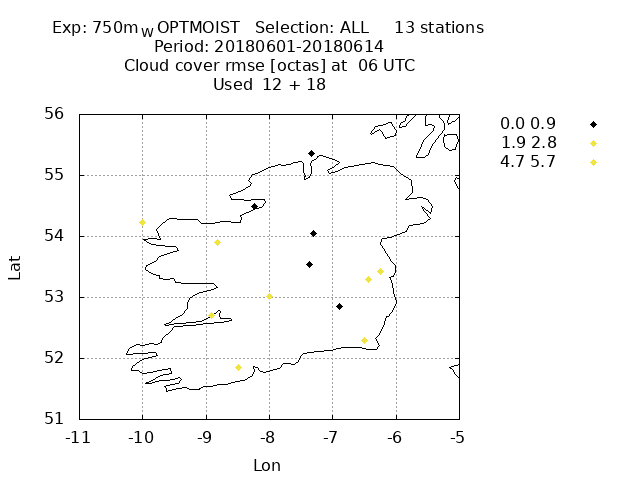 Exp: 750m_W OPTMOIST   Selection: ALL     13 stations
Period: 20180601-20180614
Cloud cover rmse [octas] at  06 UTC
Used  12 + 18
0.0 0.9
1.9 2.8
4.7 5.7
56
55
54
53
52
51
Lat
-11 -10 -9 -8 -7 -6 -5
Lon